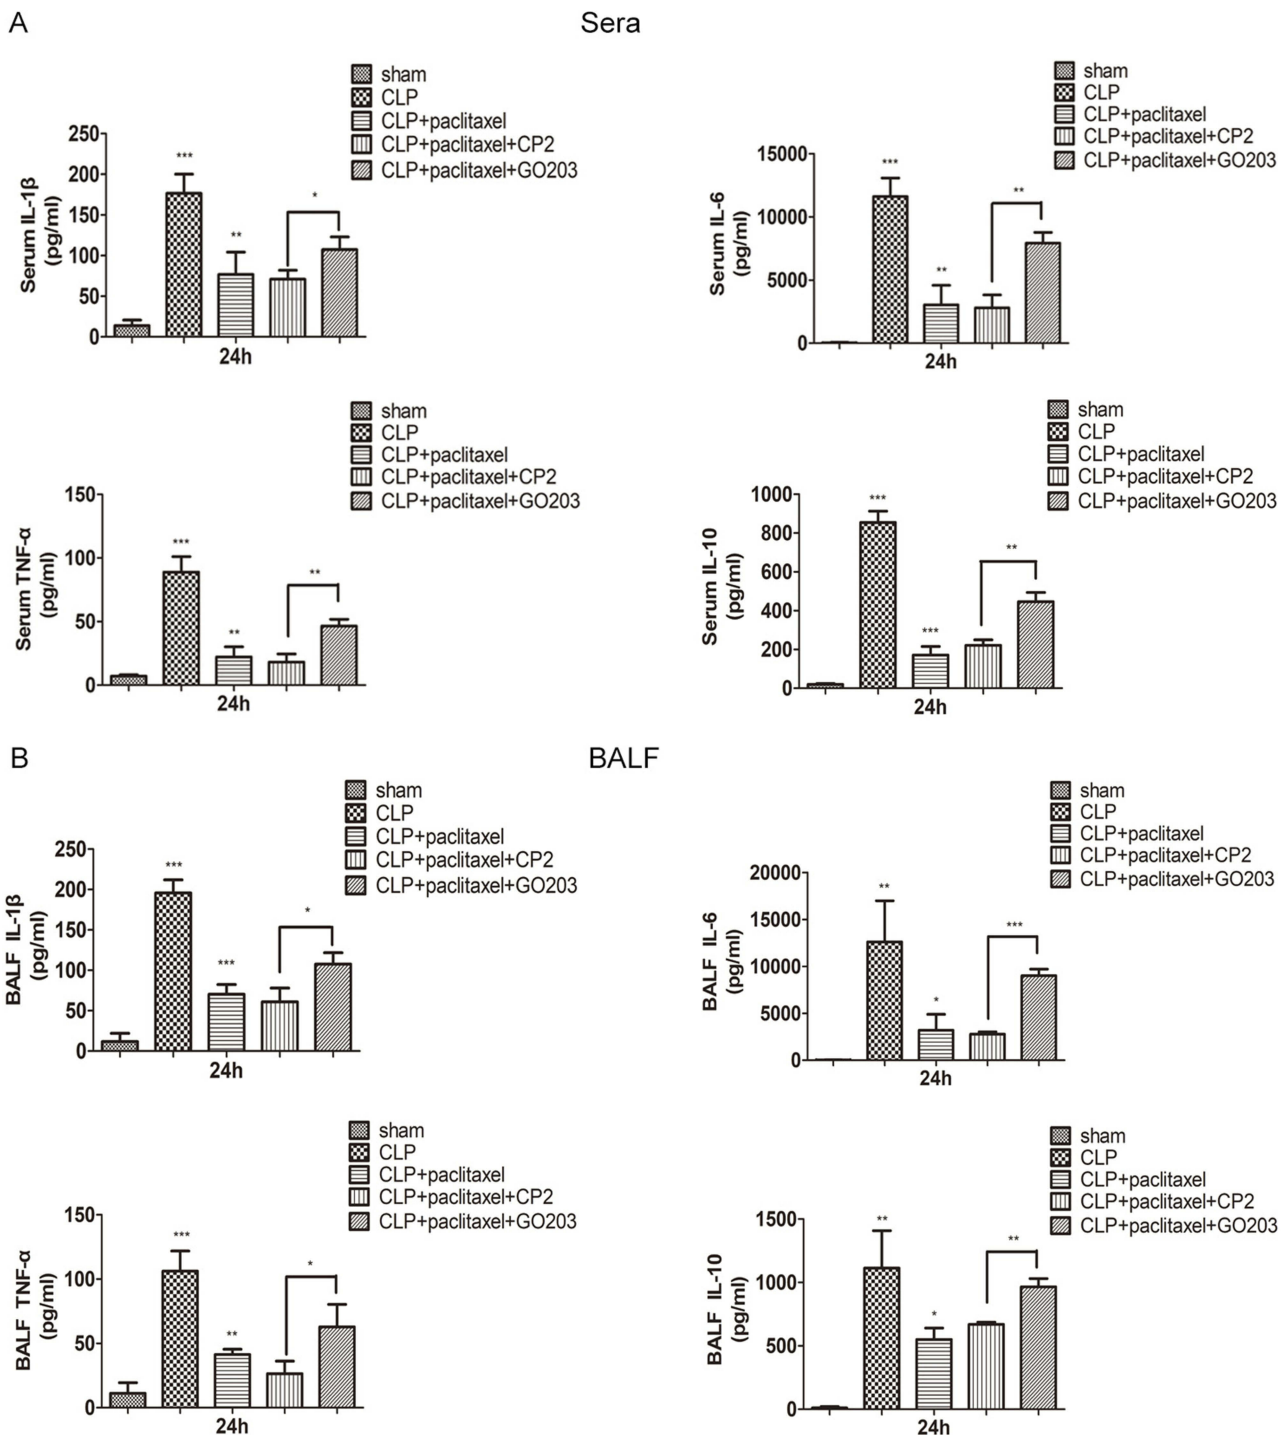 A
Sera
sham
CLP
CLP+paclitaxel
CLP+paclitaxel+CP2
CLP+paclitaxel+GO203
250
200
150
100
50
0
Serum IL-1β
(pg/ml)
***
**
*
24h
sham
CLP
CLP+paclitaxel
CLP+paclitaxel+CP2
CLP+paclitaxel+GO203
15000
10000
5000
0
Serum IL-6
(pg/ml)
***
**
**
24h
sham
CLP
CLP+paclitaxel
CLP+paclitaxel+CP2
CLP+paclitaxel+GO203
150
100
50
0
Serum TNF-α
(pg/ml)
***
**
**
24h
sham
CLP
CLP+paclitaxel
CLP+paclitaxel+CP2
CLP+paclitaxel+GO203
1000
800
600
400
200
0
Serum IL-10
(pg/ml)
***
***
**
24h
B
BALF
sham
CLP
CLP+paclitaxel
CLP+paclitaxel+CP2
CLP+paclitaxel+GO203
250
200
150
100
50
0
BALF IL-1β
(pg/ml)
***
***
*
24h
sham
CLP
CLP+paclitaxel
CLP+paclitaxel+CP2
CLP+paclitaxel+GO203
20000
15000
10000
5000
0
BALF IL-6
(pg/ml)
**
*
***
24h
sham
CLP
CLP+paclitaxel
CLP+paclitaxel+CP2
CLP+paclitaxel+GO203
150
100
50
0
BALF TNF-α
(pg/ml)
***
**
*
24h
sham
CLP
CLP+paclitaxel
CLP+paclitaxel+CP2
CLP+paclitaxel+GO203
1500
1000
500
0
BALF IL-10
(pg/ml)
**
*
**
24h